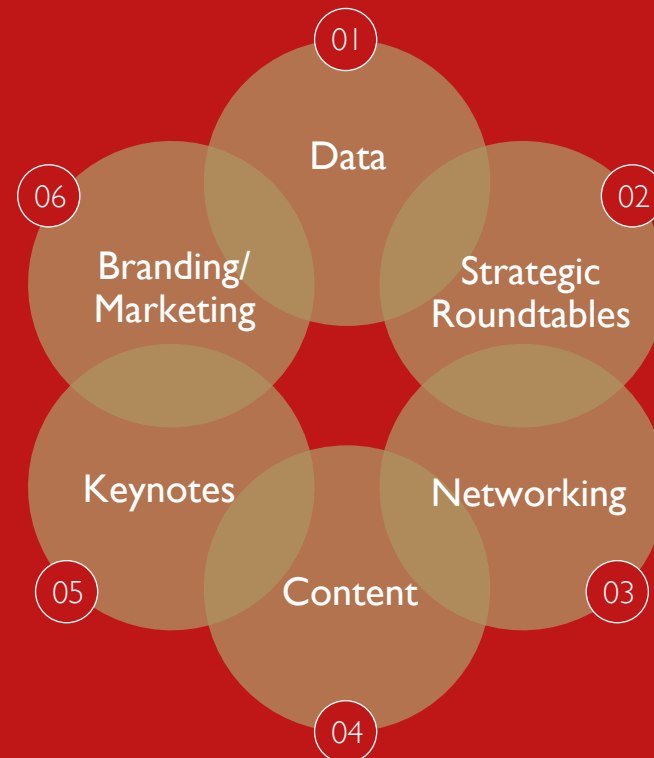 01
Data
02
Strategic
Roundtables
03
Networking
04
Content
05
Keynotes
06
Branding/
Marketing